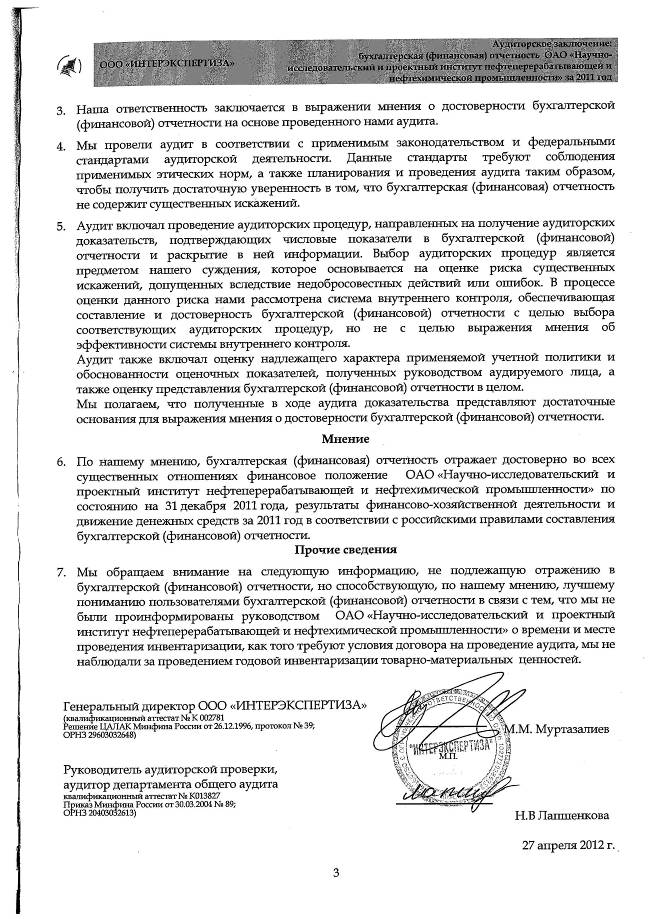 ООО «ИНТЕРЭКСПЕРТИЗА»
Аудиторское заключение:
бухгалтерская (финансовая) отчетность ОАО «Научно-
исследовательский и проектный институт нефтеперерабатывающей и
нефтехимической промышленности» за 2011 год
3. Наша ответственность заключается в выражении мнения о достоверности бухгалтерской
(финансовой) отчетности на основе проведенного нами аудита.
4. Мы провели аудит в соответствии с применимым законодательством и федеральными
стандартами аудиторской деятельности. Данные стандарты требуют соблюдения
применимых этических норм, а также планирования и проведения аудита таким образом,
чтобы получить достаточную уверенность в том, что бухгалтерская (финансовая) отчетность
не содержит существенных искажений.
5. Аудит включал проведение аудиторских процедур, направленных на получение аудиторских
доказательств, подтверждающих числовые показатели в бухгалтерской (финансовой)
отчетности и раскрытие в ней информации. Выбор аудиторских процедур является
предметом нашего суждения, которое основывается на оценке риска существенных
искажений, допущенных вследствие недобросовестных действий или ошибок. В процессе
оценки данного риска нами рассмотрена система внутреннего контроля, обеспечивающая
составление и достоверность бухгалтерской (финансовой) отчетности с целью выбора
соответствующих аудиторских процедур, но не с целью выражения мнения об
эффективности системы внутреннего контроля.
Аудит также включал оценку надлежащего характера применяемой учетной политики и
обоснованности оценочных показателей, полученных руководством аудируемого лица, а
также оценку представления бухгалтерской (финансовой) отчетности в целом.
Мы полагаем, что полученные в ходе аудита доказательства представляют достаточные
основания для выражения мнения о достоверности бухгалтерской (финансовой) отчетности.
Мнение
6. По нашему мнению, бухгалтерская (финансовая) отчетность отражает достоверно во всех
существенных отношениях финансовое положение ОАО «Научно-исследовательский и
проектный институт нефтеперерабатывающей и нефтехимической промышленности» по
состоянию на 31 декабря 2011 года, результаты финансово-хозяйственной деятельности и
движение денежных средств за 2011 год в соответствии с российскими правилами составления
бухгалтерской (финансовой) отчетности.
Прочие сведения
7. Мы обращаем внимание на следующую информацию, не подлежащую отражению в
бухгалтерской (финансовой) отчетности, но способствующую, по нашему мнению, лучшему
пониманию пользователями бухгалтерской (финансовой) отчетности в связи с тем, что мы не
были проинформированы руководством ОАО «Научно-исследовательский и проектный
институт нефтеперерабатывающей и нефтехимической промышленности» о времени и месте
проведения инвентаризации, как того требуют условия договора на проведение аудита, мы не
наблюдали за проведением годовой инвентаризации товарно-материальных ценностей.
Генеральный директор ООО «ИНТЕРЭКСПЕРТИЗА»
(квалификационный аттестат № К 002781
Решение ЦАЛАК Минфина России от 26.12.1996, протокол № 39;
ОРНЗ 29603032648)
М.М. Муртазалиев
"ИНТЕРЭКСПЕРТИЗА"
М.П.
Руководитель аудиторской проверки,
аудитор департамента общего аудита
квалификационный аттестат № К013827
Приказ Минфина России от 30.03.2004 № 89;
ОРНЗ 20403032613)
Н.В Лапшенкова
27 апреля 2012 г.
3